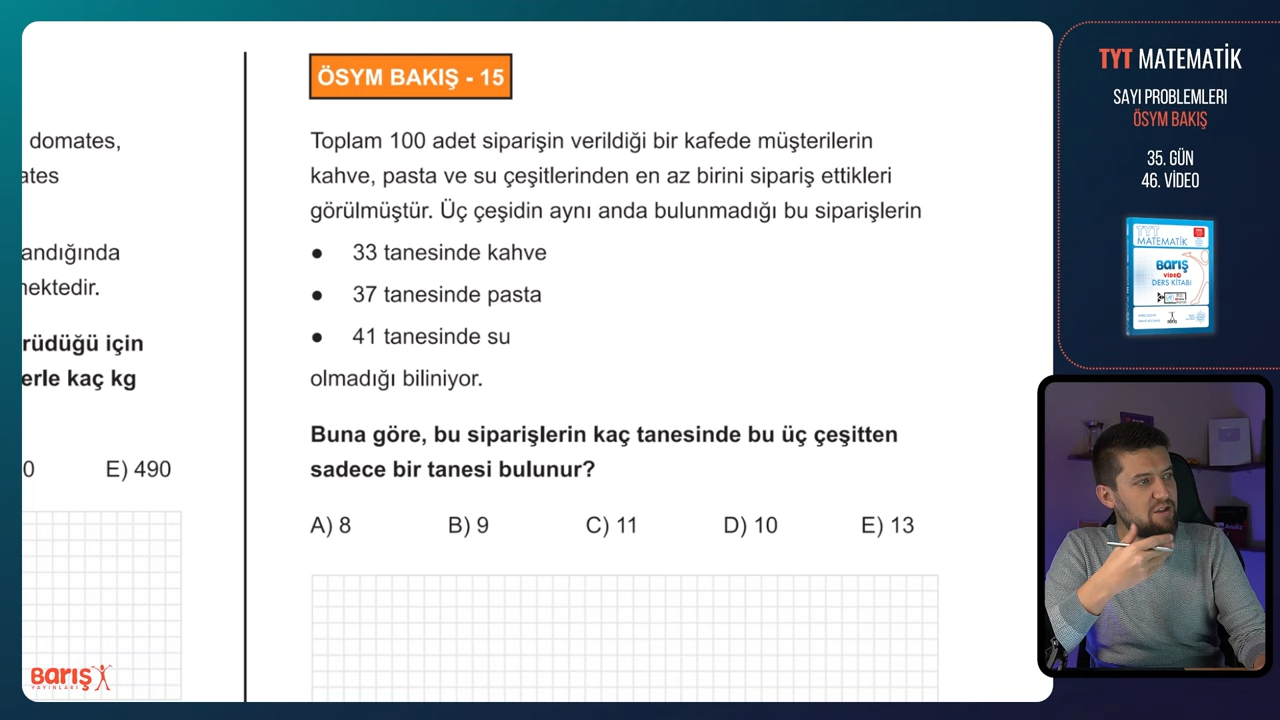 domates,
ates
andığında
nektedir.
rüdüğü için
erle kaç kg
0 E) 490
BARIŞ
YAYINLARI
ÖSYM BAKIŞ - 15
Toplam 100 adet siparişin verildiği bir kafede müşterilerin
kahve, pasta ve su çeşitlerinden en az birini sipariş ettikleri
görülmüştür. Üç çeşidin aynı anda bulunmadığı bu siparişlerin
● 33 tanesinde kahve
● 37 tanesinde pasta
● 41 tanesinde su
olmadığı biliniyor.
Buna göre, bu siparişlerin kaç tanesinde bu üç çeşitten
sadece bir tanesi bulunur?
A) 8 B) 9 C) 11 D) 10 E) 13
TYT MATEMATİK
SAYI PROBLEMLERI
ÖSYM BAKIŞ
35. GÜN
46. VİDEO
TYT
MATEMATİK
BARIŞ
VİDEO
DERS KİTABI